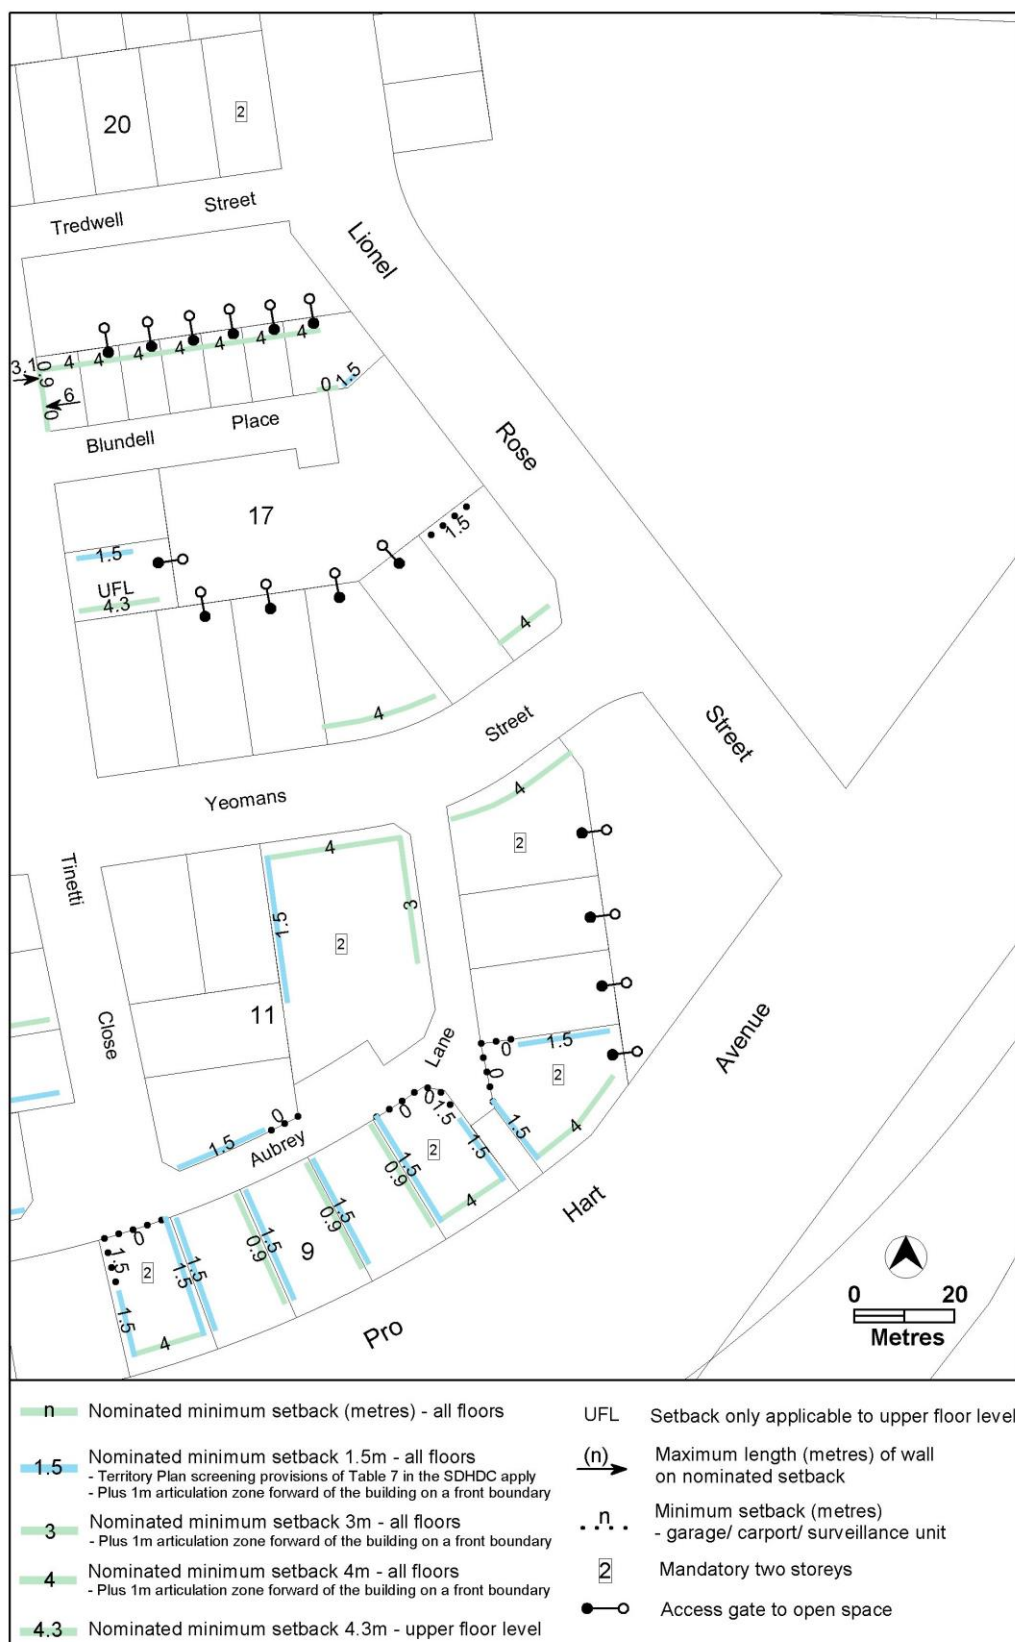 20
2
Tredwell Street
Lionel
4 4 4 4 4 4 4
3.1
0.9
6
0
0 1.5
Blundell Place
Rose
17
1.5
1.5
UFL
4.3
4
4
Street
Street
Yeomans
4
4
2
Tinetti
3
1.5
2
11
Close
Lane
Avenue
0
1.5
0
2
0
1.5
Aubrey
0
0
1.5
1.5
4
1.5
0.9
2
1.5
4
Hart
1.5
0.9
1.5
0.9
9
0
1.5
2
1.5
1.5
1.5
4
Pro
0 20
Metres
n Nominated minimum setback (metres) - all floors
1.5 Nominated minimum setback 1.5m - all floors
- Territory Plan screening provisions of Table 7 in the SDHDC apply
- Plus 1m articulation zone forward of the building on a front boundary
3 Nominated minimum setback 3m - all floors
- Plus 1m articulation zone forward of the building on a front boundary
4 Nominated minimum setback 4m - all floors
- Plus 1m articulation zone forward of the building on a front boundary
4.3 Nominated minimum setback 4.3m - upper floor level
UFL Setback only applicable to upper floor level
(n) Maximum length (metres) of wall
on nominated setback
n Minimum setback (metres)
- garage/ carport/ surveillance unit
2 Mandatory two storeys
Access gate to open space